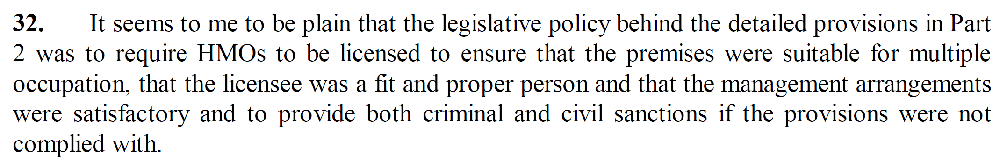 32. It seems to me to be plain that the legislative policy behind the detailed provisions in Part
2 was to require HMOs to be licensed to ensure that the premises were suitable for multiple
occupation, that the licensee was a fit and proper person and that the management arrangements
were satisfactory and to provide both criminal and civil sanctions if the provisions were not
complied with.